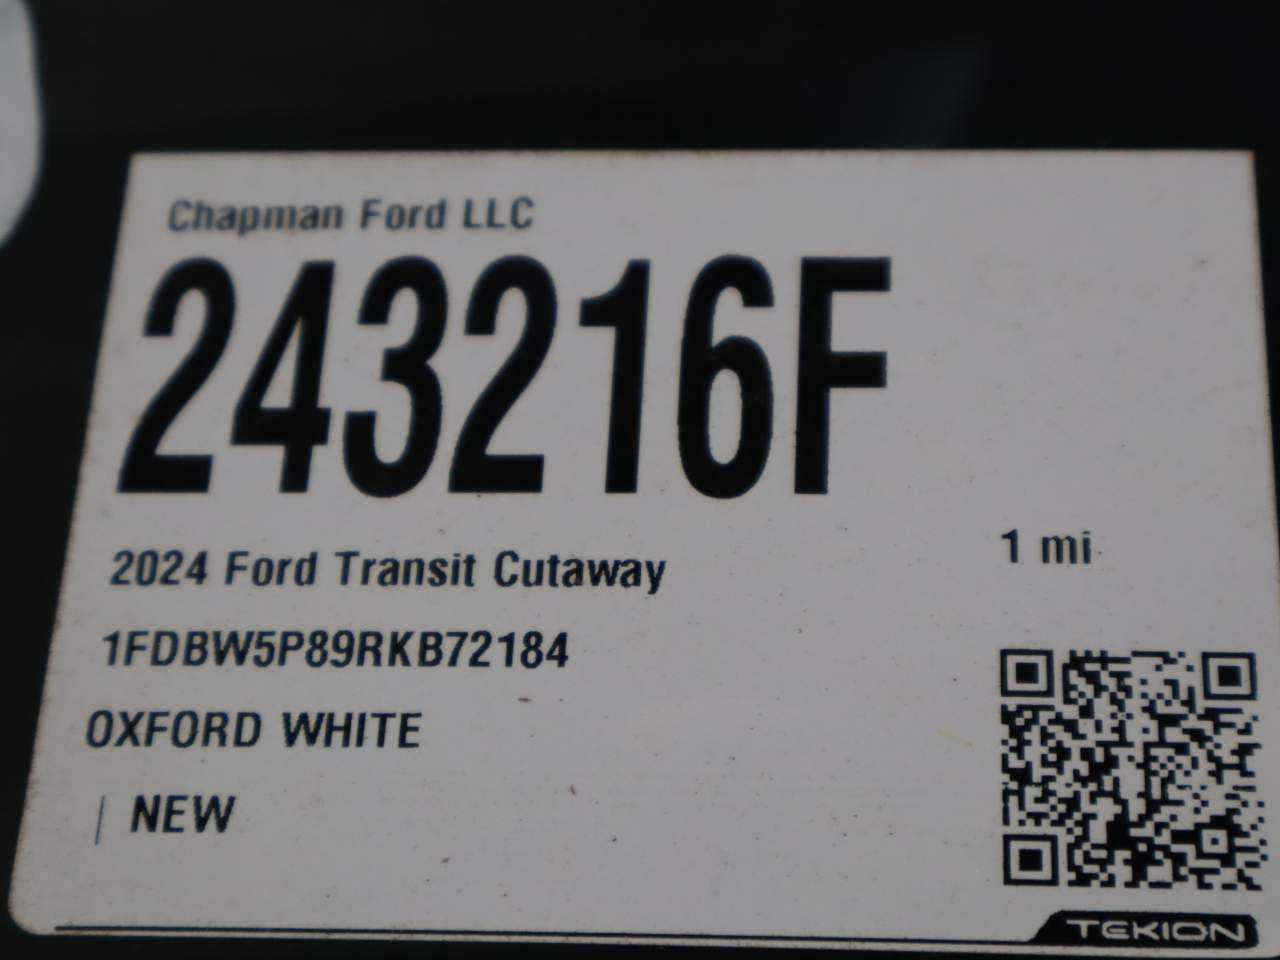 Chapman Ford LLC
243216F
2024 Ford Transit Cutaway
1 mi
1FDBW5P89RKB72184
OXFORD WHITE
| NEW
TEKION